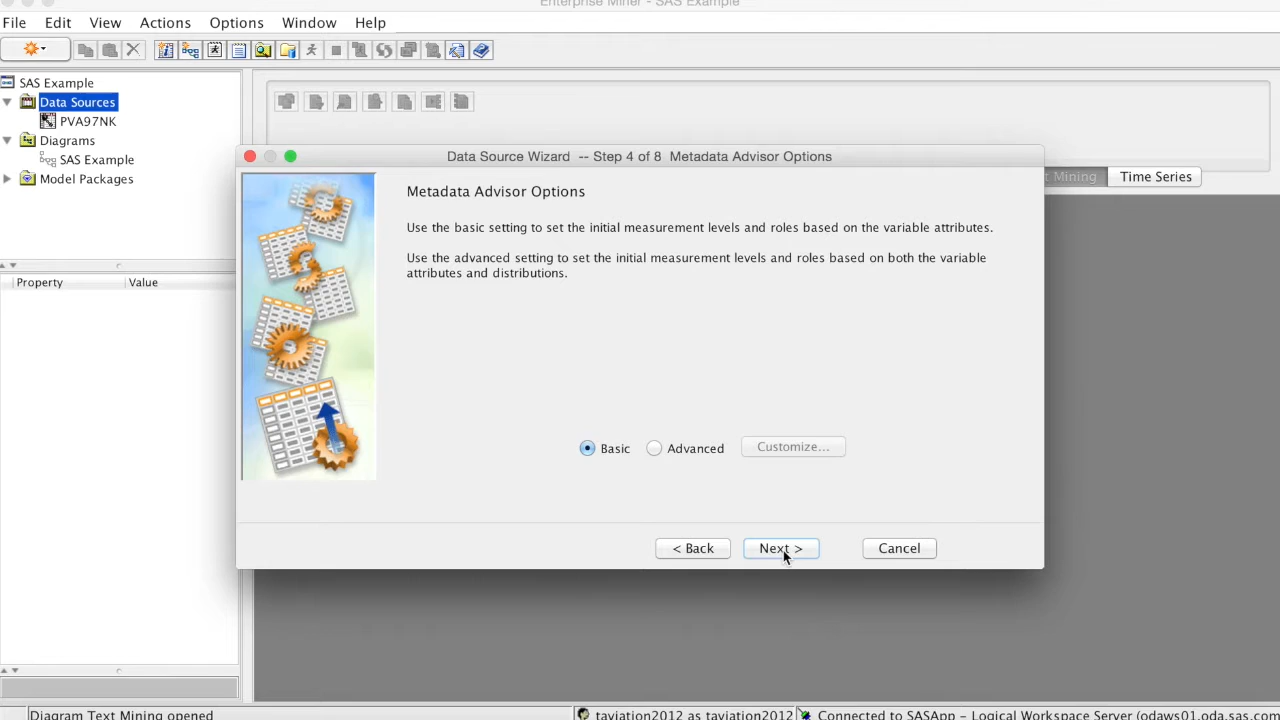 Enterprise Miner - SAS Example
File Edit View Actions Options Window Help
SAS Example
Data Sources
PVA97NK
Diagrams
SAS Example
Model Packages
Property Value
Data Source Wizard -- Step 4 of 8 Metadata Advisor Options
Metadata Advisor Options
Use the basic setting to set the initial measurement levels and roles based on the variable attributes.
Use the advanced setting to set the initial measurement levels and roles based on both the variable
attributes and distributions.
Basic Advanced Customize...
< Back Next > Cancel
Mining Time Series
Diagram Text Mining opened
taviation2012 as taviation2012
Connected to SASApp - Logical Workspace Server (odaws01.oda.sas.com